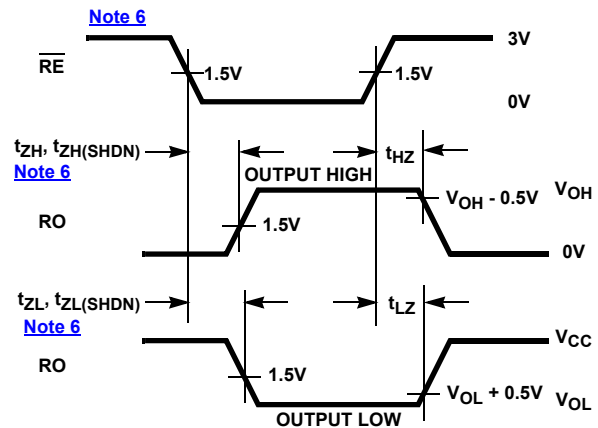 Note 6
RE
1.5V
1.5V
3V
0V
tZH, tZH(SHDN)
Note 6
tHZ
OUTPUT HIGH
VOH - 0.5V
VOH
RO
1.5V
0V
tZL, tZL(SHDN)
Note 6
tLZ
RO
1.5V
VCC
VOL + 0.5V
VOL
OUTPUT LOW